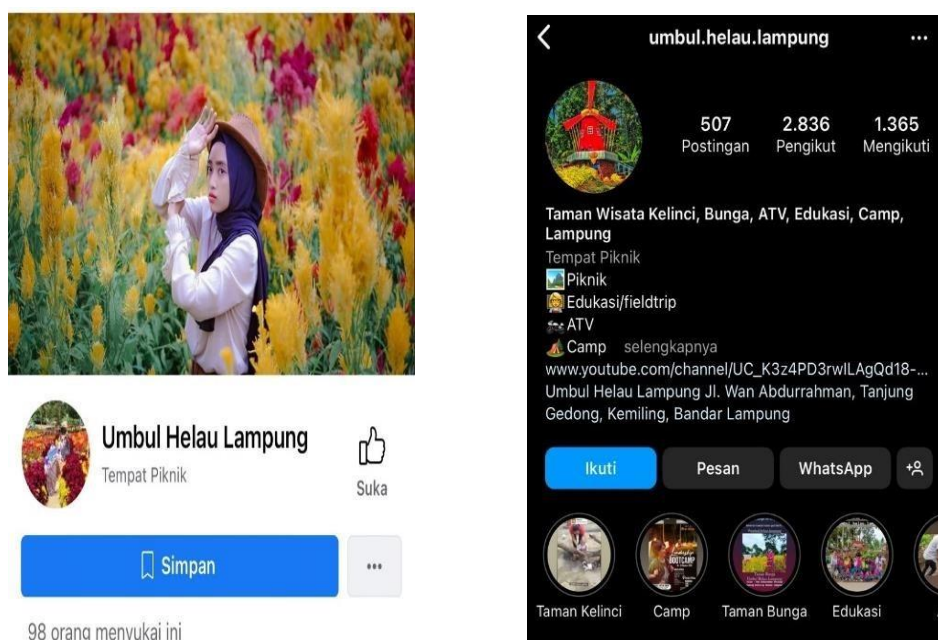 Umbul Helau Lampung
Tempat Piknik
Suka
Simpan
98 orang menyukai ini
umbul.helau.lampung
507 2.836 1.365
Postingan Pengikut Mengikuti
Taman Wisata Kelinci, Bunga, ATV, Edukasi, Camp,
Lampung
Tempat Piknik
Piknik
Edukasi/fieldtrip
ATV
Camp selengkapnya
www.youtube.com/channel/UC_K3z4PD3rwlLAgQd18-...
Umbul Helau Lampung Jl. Wan Abdurrahman, Tanjung
Gedong, Kemiling, Bandar Lampung
Ikuti Pesan WhatsApp
BOOTCAMP
Taman Kelinci Camp Taman Bunga Edukasi